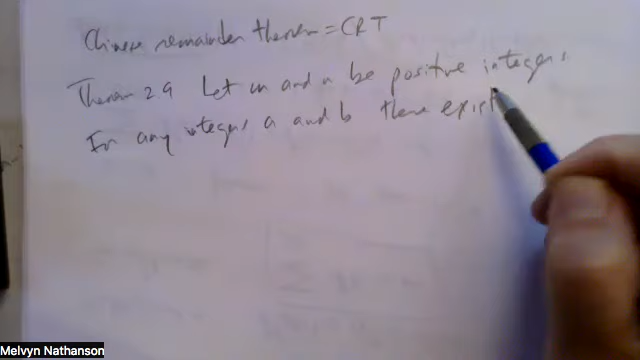 Chinese remainder theorem = CRT
Theorem 2.9 Let m and n be positive integers.
For any integers a and b there exist
Melvyn Nathanson